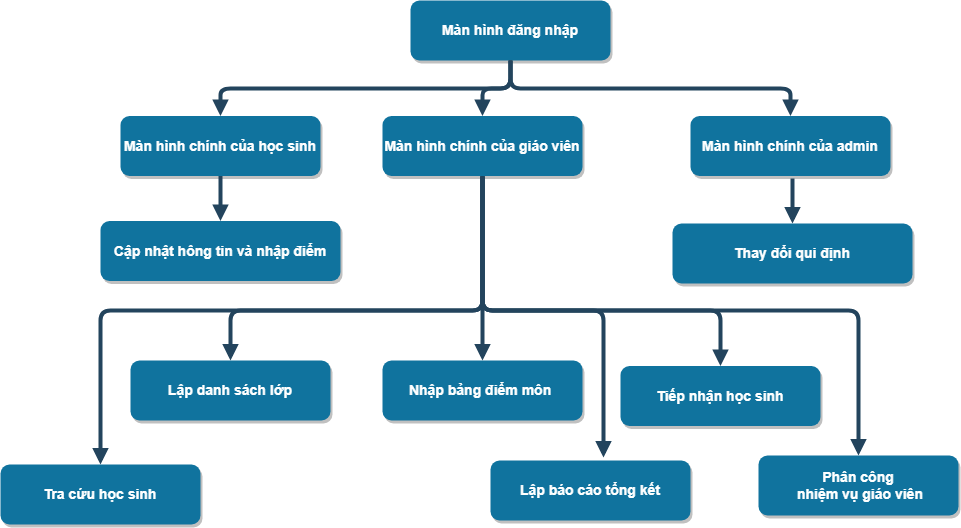 Màn hình đăng nhập
Màn hình chính của học sinh
Màn hình chính của giáo viên
Màn hình chính của admin
Cập nhật hông tin và nhập điểm
Thay đổi qui định
Lập danh sách lớp
Nhập bảng điểm môn
Tiếp nhận học sinh
Tra cứu học sinh
Lập báo cáo tổng kết
Phân công
nhiệm vụ giáo viên